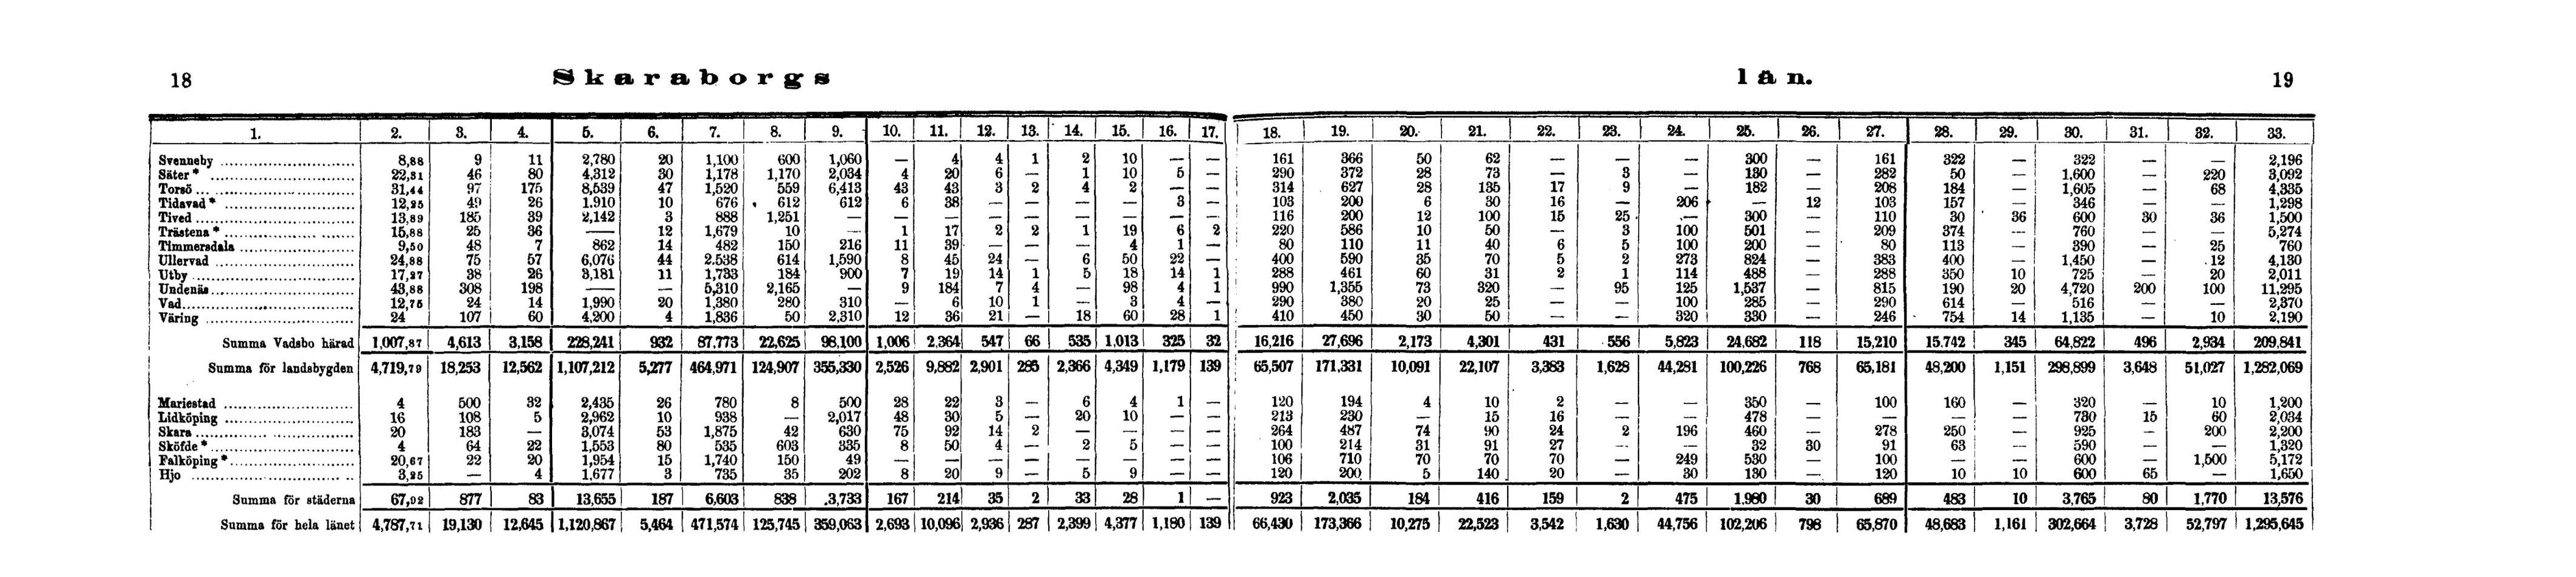 18 Skaraborgs län. 19
1. 2. 3. 4. 5. 6. 7. 8. 9. 10. 11. 12. 13. 14. 15. 16. 17. 18. 19. 20. 21. 22. 23. 24. 25. 26. 27. 28. 29. 30. 31. 32. 33.
Svenneby 8,88 9 11 2,780 20 1,100 600 1,060 — 4 4 1 2 10 — — 161 366 50 62 — — — 300 — 161 322 — 322 — — 2,196
Säter * 22,31 46 80 4,312 30 1,178 1,170 2,034 4 20 6 — 1 10 5 — 290 372 28 73 — 3 — 130 — 282 50 — 1,600 — 220 3,092
Torsö 31,44 97 175 8,539 47 1,520 559 6,413 43 43 3 2 4 2 — — 314 627 28 135 17 9 — 182 — 208 184 — 1,605 — 68 4,335
Tidavad * 12,25 49 26 1.910 10 676 612 612 6 38 — — — — 3 — 103 200 6 30 16 — 206 — 12 103 157 — 346 — — 1,298
Tived 13,89 185 39 2,142 3 888 1,251 — — — — — — — — — 116 200 12 100 15 25 — 300 — 110 30 36 600 30 36 1,500
Trästena * 15,88 25 36 — 12 1,679 10 — 1 17 2 2 1 19 6 2 220 586 10 50 — 3 100 501 — 209 374 — 760 — — 5,274
Timmersdala 9,50 48 7 862 14 482 150 216 11 39 — — — 4 1 — 80 110 11 40 6 5 100 200 — 80 113 — 390 — 25 760
Ullervad 24,88 75 57 6,076 44 2.538 614 1,590 8 45 24 — 6 50 22 — 400 590 35 70 5 2 273 824 — 383 400 — 1,450 — 12 4,130
Utby 17,27 38 26 3,181 11 1,733 184 900 7 19 14 1 5 18 14 1 288 461 60 31 2 1 114 488 — 288 350 10 725 — 20 2,011
Undenäs 43,88 308 198 — — 5,310 2,165 — 9 184 7 4 — 98 4 1 990 1,355 73 320 — 95 125 1,537 — 815 190 20 4,720 200 100 11,295
Vad 12,75 24 14 1,990 20 1,380 280 310 — 6 10 1 — 3 4 — 290 380 20 25 — — 100 285 — 290 614 — 516 — — 2,370
Väring 24 107 60 4,200 4 1,836 50 2,310 12 36 21 — 18 60 28 1 410 450 30 50 — — 320 330 — 246 754 14 1,135 — 10 2,190
Summa Vadsbo härad 1,007,87 4,613 3,158 228,241 932 87,773 22,625 98,100 1,006 2,364 547 66 535 1,013 325 32 16,216 27,696 2,173 4,301 431 556 5,823 24,682 118 15,210 15.742 345 64,822 496 2,934 209,841
Summa för landsbygden 4,719,79 18,253 12,562 1,107,212 5,277 464,971 124,907 355,330 2,526 9,882 2,901 285 2,366 4,349 1,179 139 65,507 171,331 10,091 22,107 3,383 1,628 44,281 100,226 768 65,181 48,200 1,151 298,899 3,648 51,027 1,282,069
Mariestad 4 500 32 2,435 26 780 8 500 28 22 3 — 6 4 1 — 120 194 4 10 2 — — 350 — 100 160 — 320 — 10 1,200
Lidköping 16 108 5 2,962 10 938 — 2,017 48 30 5 — 20 10 — — 213 230 — 15 16 — — 478 — — — — 730 15 60 2,034
Skara 20 183 — 3,074 53 1,875 42 630 75 92 14 2 — — — — 264 487 74 90 24 2 196 460 — 278 250 — 925 — 200 2,200
Sköfde * 4 64 22 1,553 80 535 603 335 8 50 4 — 2 5 — — 100 214 31 91 27 — — 32 30 91 63 — 590 — — 1,320
Falköping * 20,67 22 20 1,954 15 1,740 150 49 — — — — — — — — 106 710 70 70 70 — 249 530 — 100 — — 600 — 1,500 5,172
Hjo 3,25 — 4 1,677 3 735 35 202 8 20 9 — 5 9 — — 120 200 5 140 20 — 30 130 — 120 10 10 600 65 — 1,650
Summa för städerna 67,92 877 83 13,655 187 6,603 838 3,733 167 214 35 2 33 28 1 — 923 2,035 184 416 159 2 475 1.980 30 689 483 10 3,765 80 1,770 13,576
Summa för hela länet 4,787,71 19,130 12,645 1,120,867 5,464 471,574 125,745 359,063 2,693 10,096 2,936 287 2,399 4,377 1,180 139 66,430 173,366 10,275 22,523 3,542 1,630 44,756 102,206 798 65,870 48,683 1,161 302,664 3,728 52,797 1,295,645